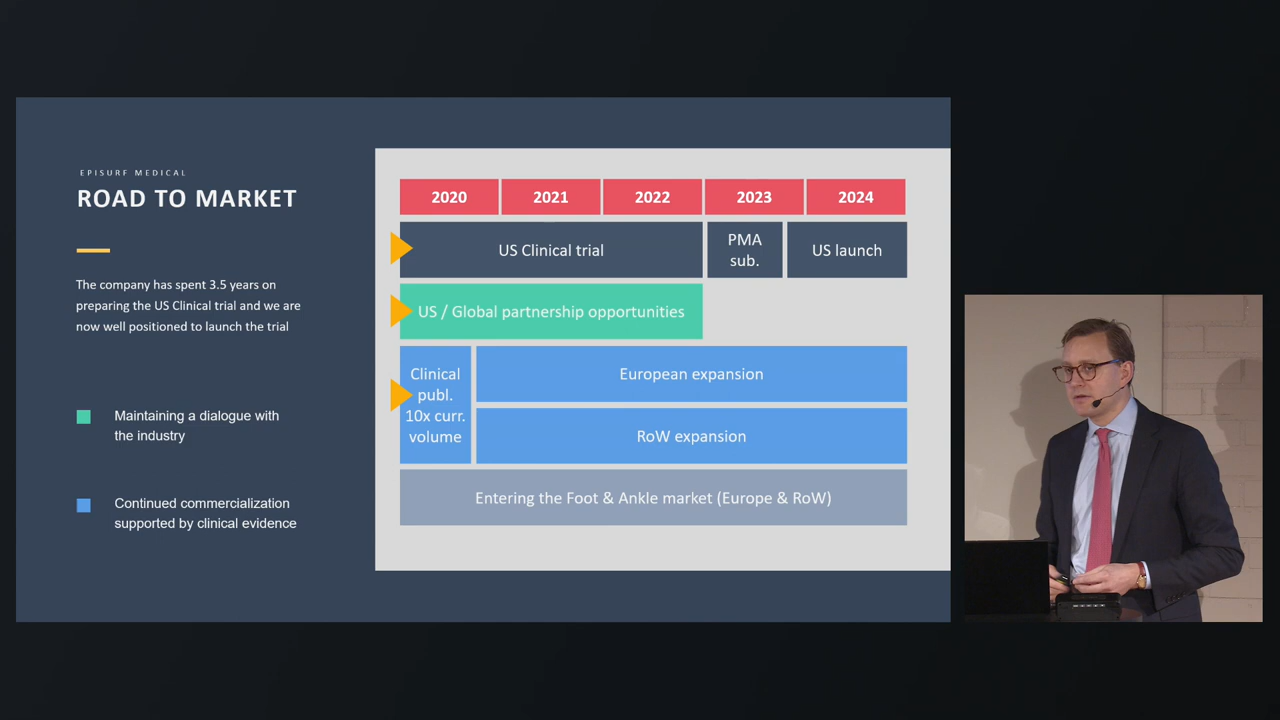 EPISURF MEDICAL
ROAD TO MARKET
The company has spent 3.5 years on
preparing the US Clinical trial and we are
now well positioned to launch the trial
Maintaining a dialogue with
the industry
Continued commercialization
supported by clinical evidence
2020 2021 2022 2023 2024
US Clinical trial
PMA
sub.
US launch
US / Global partnership opportunities
Clinical
publ.
10x curr.
volume
European expansion
RoW expansion
Entering the Foot & Ankle market (Europe & RoW)